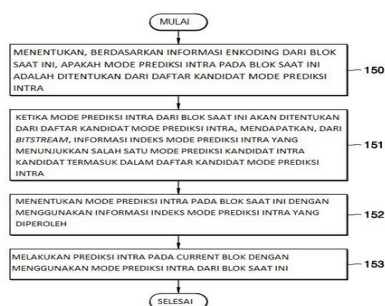 MULAI
MENENTUKAN, BERDASARKAN INFORMASI ENKODING DARI BLOK
SAAT INI, APAKAH MODE PREDIKSI INTRA PADA BLOK SAAT INI
ADALAH DITENTUKAN DARI DAFTAR KANDIDAT MODE PREDIKSI
INTRA
150
KETIKA MODE PREDIKSI INTRA DARI BLOK SAAT INI AKAN DITENTUKAN
DARI DAFTAR KANDIDAT MODE PREDIKSI INTRA, MENDAPATKAN, DARI
BITSTREAM, INFORMASI INDEKS MODE PREDIKSI INTRA YANG
MENUNJUKKAN SALAH SATU MODE PREDIKSI KANDIDAT INTRA
KANDIDAT TERMASUK DALAM DAFTAR KANDIDAT MODE PREDIKSI
INTRA
151
MENENTUKAN MODE PREDIKSI INTRA PADA BLOK SAAT INI DENGAN
MENGGUNAKAN INFORMASI INDEKS MODE PREDIKSI INTRA YANG
DIPEROLEH
152
MELAKUKAN PREDIKSI INTRA PADA CURRENT BLOK DENGAN
MENGGUNAKAN MODE PREDIKSI INTRA DARI BLOK SAAT INI
153
SELESAI